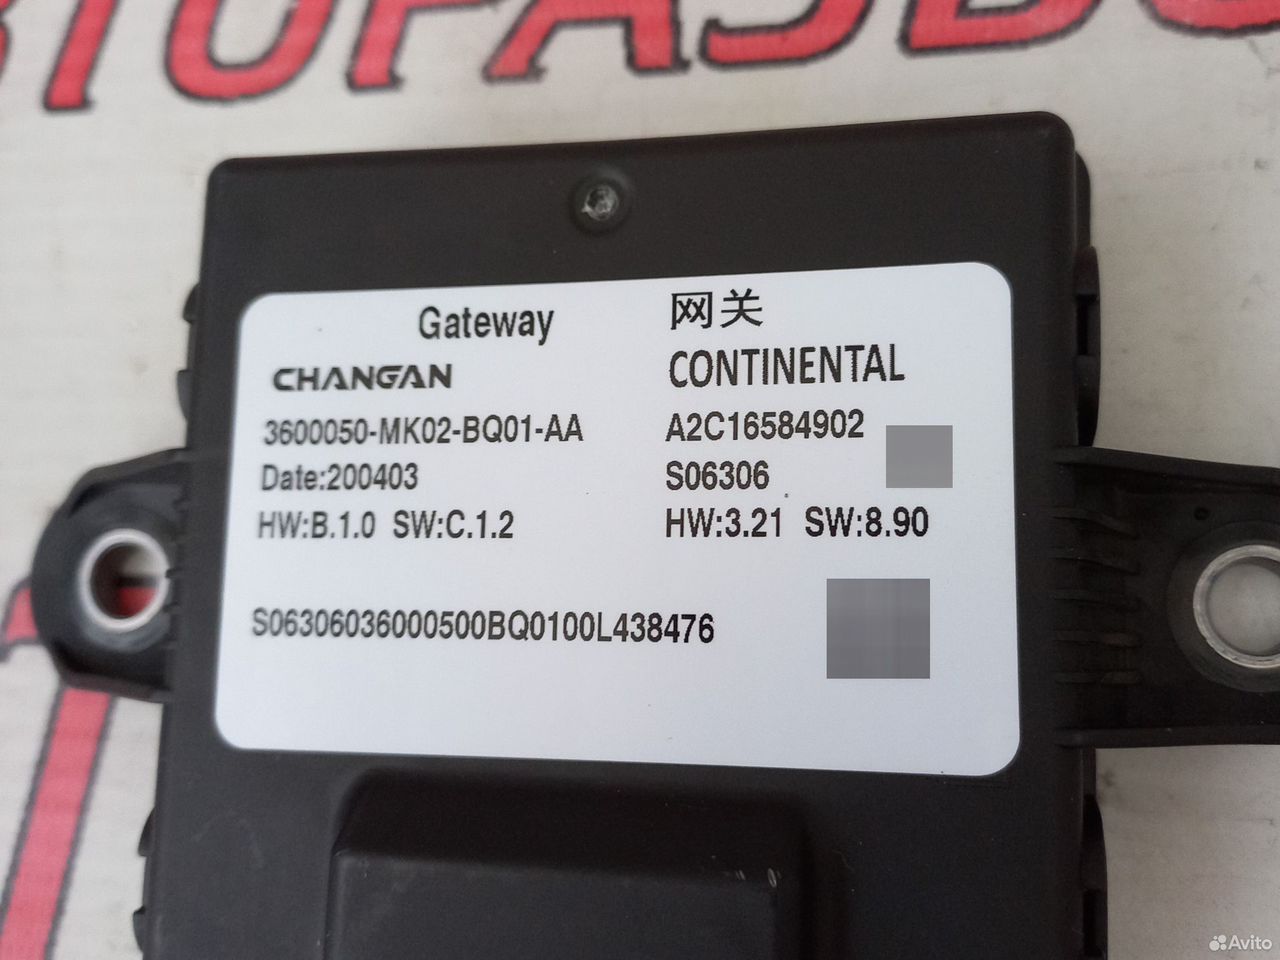 АВТОРАЗБО
Gateway 网关
CHANGAN CONTINENTAL
3600050-MK02-BQ01-AA A2C16584902
Date:200403 S06306
HW:B.1.0 SW:C.1.2 HW:3.21 SW:8.90
S06306036000500BQ0100L438476
Avito